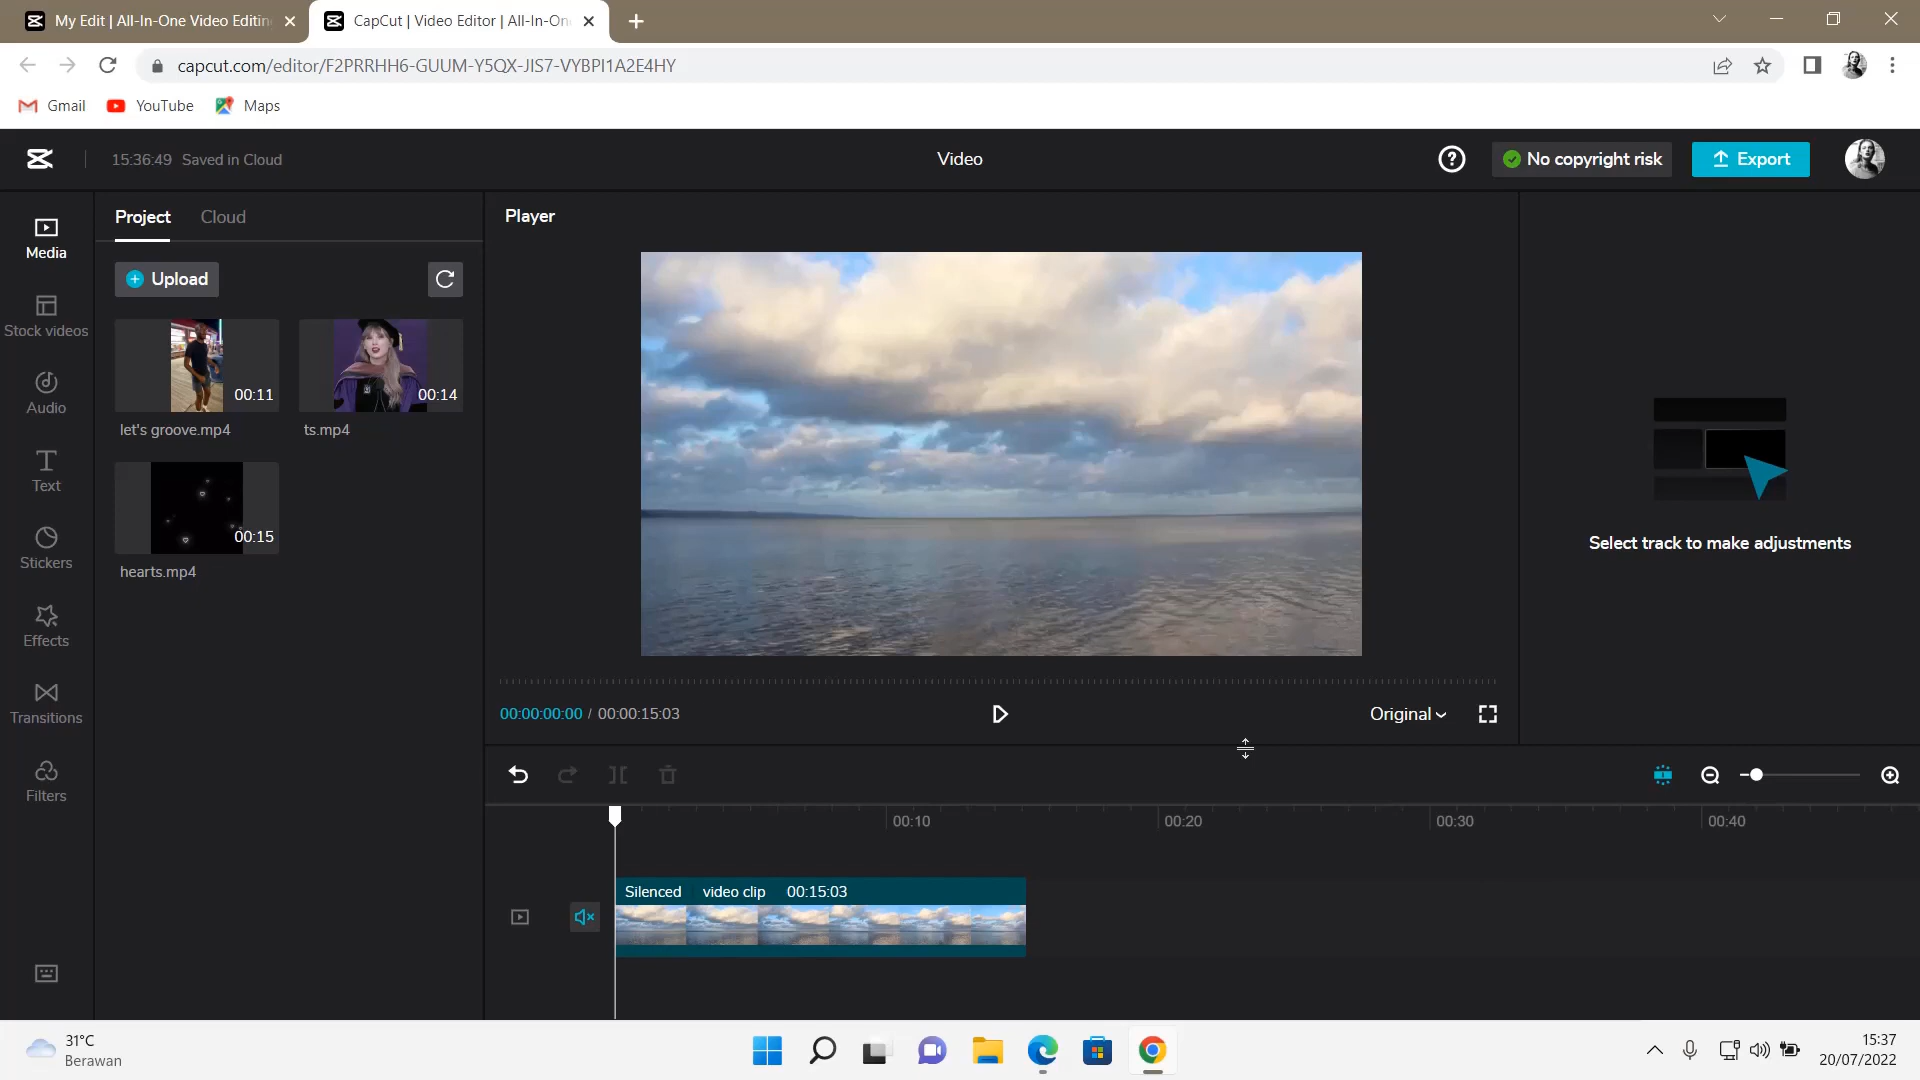 My Edit | All-In-One Video Editin
CapCut | Video Editor | All-In-On
capcut.com/editor/F2PRRHH6-GUUM-Y5QX-JIS7-VYBPI1A2E4HY
Gmail
YouTube
Maps
15:36:49 Saved in Cloud
Video
No copyright risk
Export
Media
Stock videos
Audio
Text
Stickers
Effects
Transitions
Filters
Project
Cloud
Upload
00:11
let's groove.mp4
00:14
ts.mp4
00:15
hearts.mp4
Player
00:00:00:00 / 00:00:15:03
Original
Select track to make adjustments
00:10
00:20
00:30
00:40
Silenced video clip 00:15:03
31°C
Berawan
15:37
20/07/2022